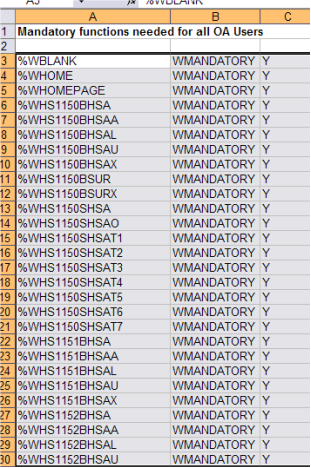 A3 %WBLANK
A B C
1 Mandatory functions needed for all OA Users
2
3 %WBLANK WMANDATORY Y
4 %WHOME WMANDATORY Y
5 %WHOMEPAGE WMANDATORY Y
6 %WHS1150BHSA WMANDATORY Y
7 %WHS1150BHSAA WMANDATORY Y
8 %WHS1150BHSAL WMANDATORY Y
9 %WHS1150BHSAU WMANDATORY Y
10 %WHS1150BHSAX WMANDATORY Y
11 %WHS1150BSUR WMANDATORY Y
12 %WHS1150BSURX WMANDATORY Y
13 %WHS1150SHSA WMANDATORY Y
14 %WHS1150SHSAO WMANDATORY Y
15 %WHS1150SHSAT1 WMANDATORY Y
16 %WHS1150SHSAT2 WMANDATORY Y
17 %WHS1150SHSAT3 WMANDATORY Y
18 %WHS1150SHSAT4 WMANDATORY Y
19 %WHS1150SHSAT5 WMANDATORY Y
20 %WHS1150SHSAT6 WMANDATORY Y
21 %WHS1150SHSAT7 WMANDATORY Y
22 %WHS1151BHSA WMANDATORY Y
23 %WHS1151BHSAA WMANDATORY Y
24 %WHS1151BHSAL WMANDATORY Y
25 %WHS1151BHSAU WMANDATORY Y
26 %WHS1151BHSAX WMANDATORY Y
27 %WHS1152BHSA WMANDATORY Y
28 %WHS1152BHSAA WMANDATORY Y
29 %WHS1152BHSAL WMANDATORY Y
30 %WHS1152BHSAU WMANDATORY Y